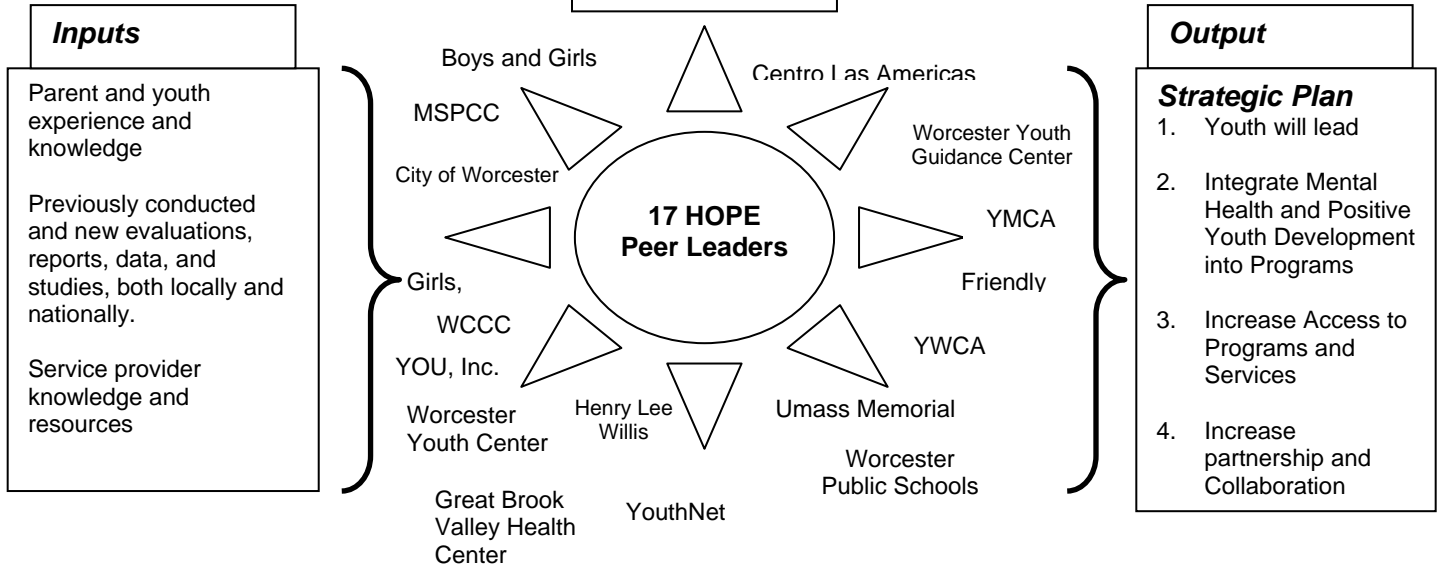 Inputs
Parent and youth
experience and
knowledge
Previously conducted
and new evaluations,
reports, data, and
studies, both locally and
nationally.
Service provider
knowledge and
resources
Boys and Girls
MSPCC
City of Worcester
Girls,
WCCC
YOU, Inc.
Worcester
Youth Center
Great Brook
Valley Health
Center
Henry Lee
Willis
YouthNet
17 HOPE
Peer Leaders
Centro Las Americas
Worcester Youth
Guidance Center
YMCA
Friendly
YWCA
Umass Memorial
Worcester
Public Schools
Output
Strategic Plan
1. Youth will lead
2. Integrate Mental
Health and Positive
Youth Development
into Programs
3. Increase Access to
Programs and
Services
4. Increase
partnership and
Collaboration